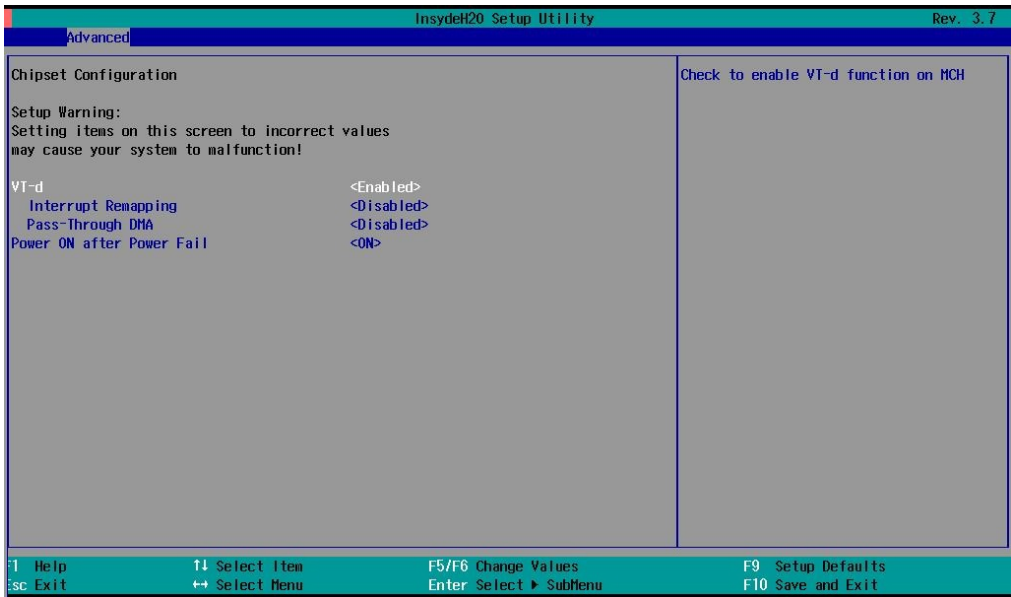 InsydeH20 Setup Utility Rev. 3.7
Advanced
Chipset Configuration
Setup Warning:
Setting items on this screen to incorrect values
may cause your system to malfunction!
VT-d <Enabled>
Interrupt Remapping <Disabled>
Pass-Through DMA <Disabled>
Power ON after Power Fail <ON>
Check to enable VT-d function on MCH
F1 Help ↑↓ Select Item F5/F6 Change Values F9 Setup Defaults
Esc Exit ↔ Select Menu Enter Select ▶ SubMenu F10 Save and Exit